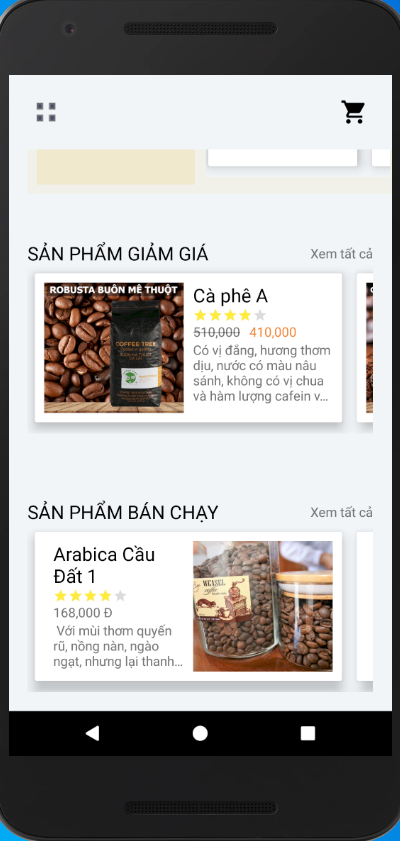 SẢN PHẨM GIẢM GIÁ
Xem tất cả
ROBUSTA BUÔN MÊ THUỘT
COFFEE TREE
Cà phê A
510,000 410,000
Có vị đắng, hương thơm
dịu, nước có màu nâu
sánh, không có vị chua
và hàm lượng cafein v…
SẢN PHẨM BÁN CHẠY
Xem tất cả
Arabica Cầu
Đất 1
168,000 Đ
Với mùi thơm quyến
rũ, nồng nàn, ngào
ngạt, nhưng lại thanh…
WEASEL
coffee